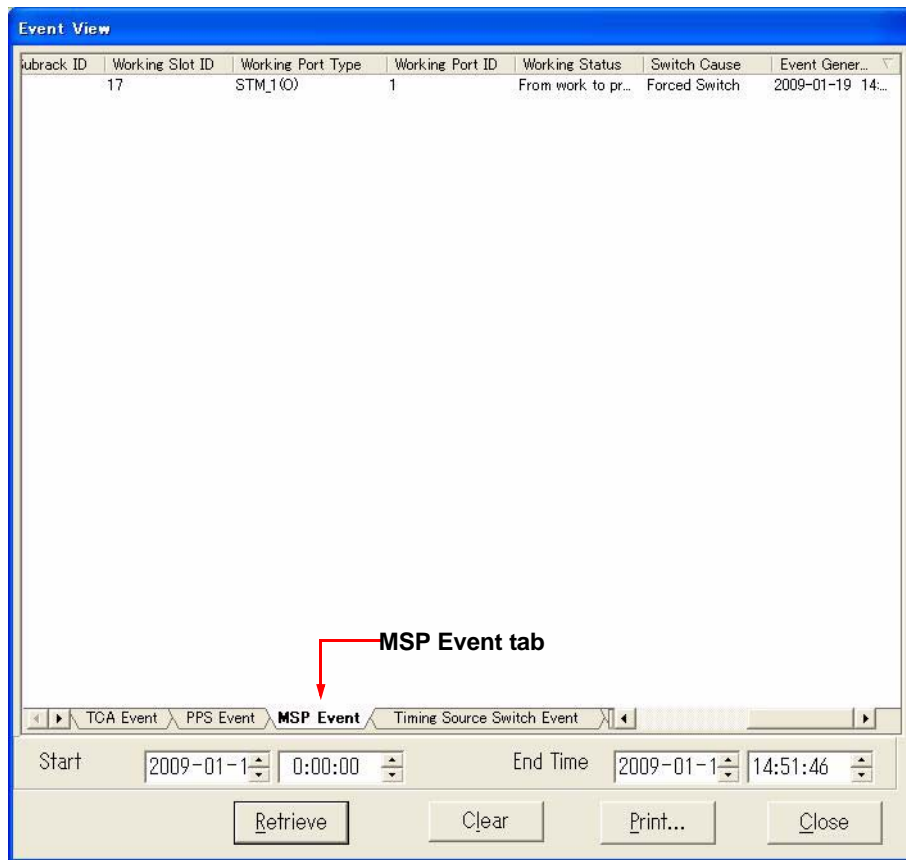 Event View
ubrack ID Working Slot ID Working Port Type Working Port ID Working Status Switch Cause Event Gener...
17 STM_1(O) 1 From work to pr... Forced Switch 2009-01-19 14:...
MSP Event tab
TCA Event PPS Event MSP Event Timing Source Switch Event
Start 2009-01-1 0:00:00 End Time 2009-01-1 14:51:46
Retrieve Clear Print... Close